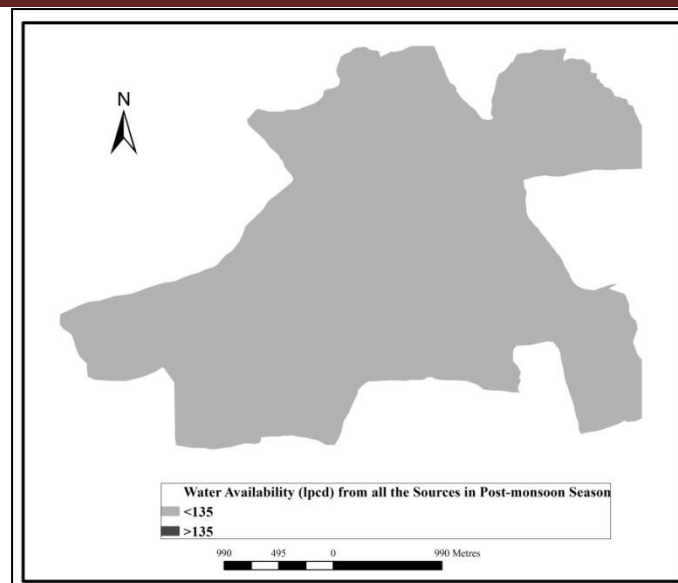 N
Water Availability (lpcd) from all the Sources in Post-monsoon Season
<135
>135
990 495 0 990 Metres